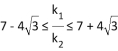 7 - 4√3 ≤ k₁/k₂ ≤ 7 + 4√3